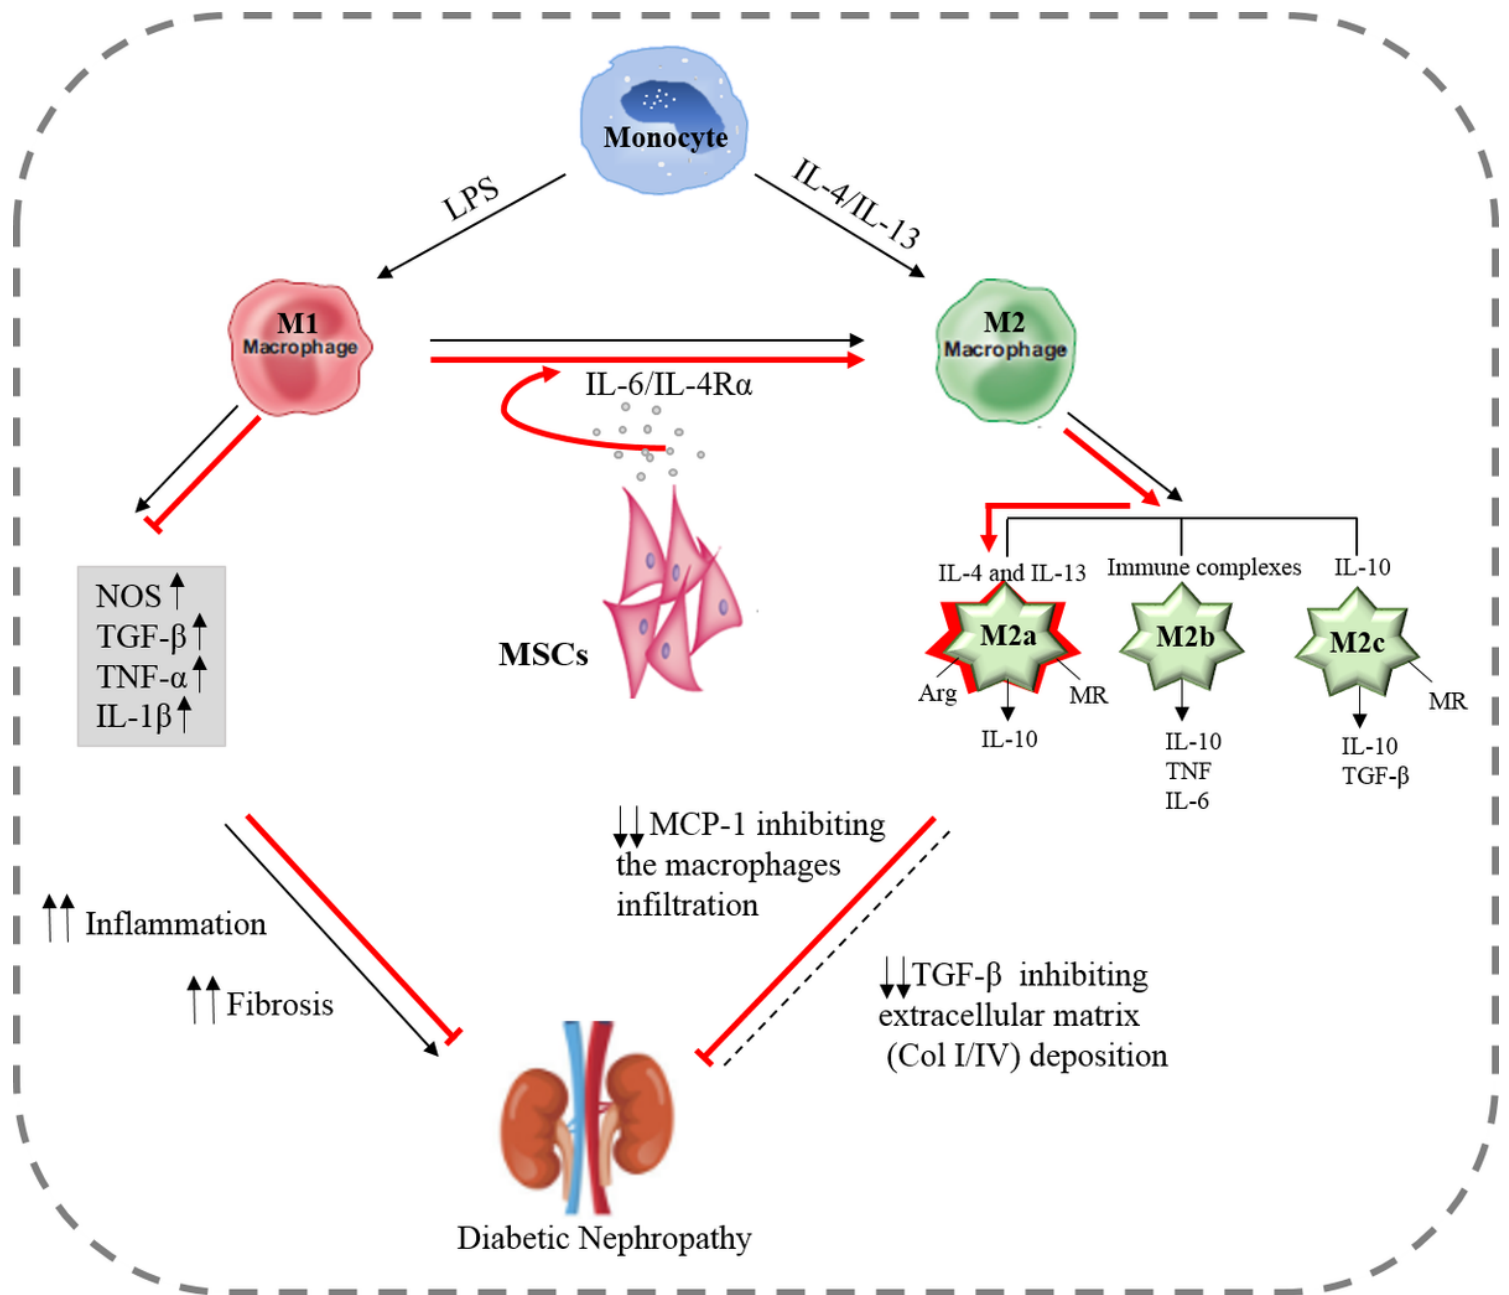 Monocyte
LPS
IL-4/IL-13
M1
Macrophage
M2
Macrophage
IL-6/IL-4Rα
MSCs
NOS↑
TGF-β↑
TNF-α↑
IL-1β↑
IL-4 and IL-13
Immune complexes
IL-10
M2a
M2b
M2c
Arg
MR
MR
IL-10
IL-10
TNF
IL-6
IL-10
TGF-β
↓↓MCP-1 inhibiting
the macrophages
infiltration
↑↑ Inflammation
↑↑ Fibrosis
↓↓TGF-β inhibiting
extracellular matrix
(Col I/IV) deposition
Diabetic Nephropathy